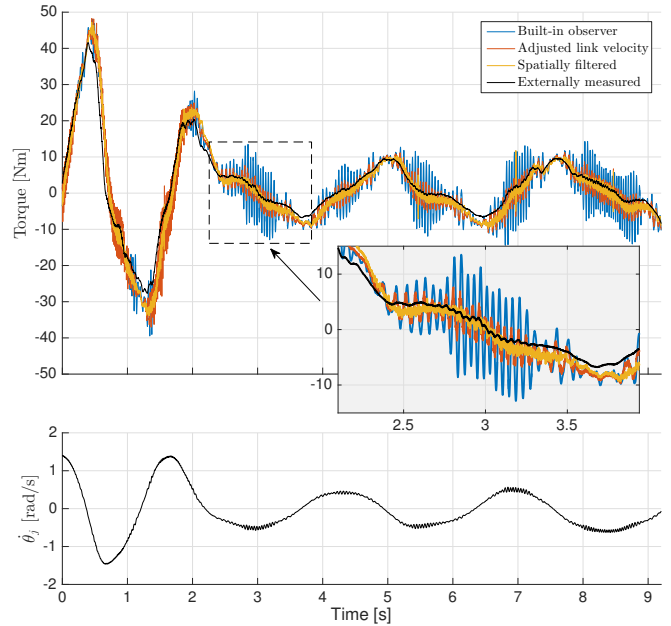 50
40
30
20
10
0
-10
-20
-30
-40
-50
Torque [Nm]
Built-in observer
Adjusted link velocity
Spatially filtered
Externally measured
10
0
-10
2.5 3 3.5
2
1
0
-1
-2
θ̇j [rad/s]
0 1 2 3 4 5 6 7 8 9
Time [s]